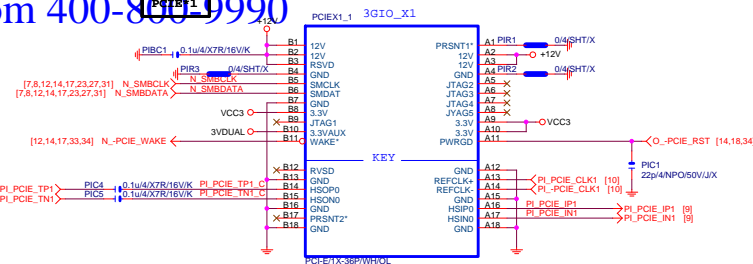 om 400-800-9990
PCIE*1
+12V
PCIEX1_1 3GIO_X1
PIBC1 0.1u/4/X7R/16V/K
PIR3 0/4/SHT/X
[7,8,12,14,17,23,27,31] N_SMBCLK N_SMBCLK
[7,8,12,14,17,23,27,31] N_SMBDATA N_SMBDATA
VCC3
3VDUAL
[12,14,17,33,34] N_-PCIE_WAKE
PI_PCIE_TP1 PIC4 0.1u/4/X7R/16V/K PI_PCIE_TP1_C
PI_PCIE_TN1 PIC5 0.1u/4/X7R/16V/K PI_PCIE_TN1_C
B1 12V
B2 12V
B3 RSVD
B4 GND
B5 SMCLK
B6 SMDAT
B7 GND
B8 3.3V
B9 JTAG1
B10 3.3VAUX
B11 WAKE*
KEY
B12 RVSD
B13 GND
B14 HSOP0
B15 HSON0
B16 GND
B17 PRSNT2*
B18 GND
PRSNT1* A1 PIR1 0/4/SHT/X
12V A2 +12V
12V A3
GND A4 PIR2 0/4/SHT/X
JTAG2 A5
JTAG3 A6
JTAG4 A7
JYAG5 A8
3.3V A9 VCC3
3.3V A10
PWRGD A11 O_-PCIE_RST [14,18,34]
PIC1
22p/4/NPO/50V/J/X
GND A12
REFCLK+ A13 PI_PCIE_CLK1 [10]
REFCLK- A14 PI_-PCIE_CLK1 [10]
GND A15
HSIP0 A16 PI_PCIE_IP1 PI_PCIE_IP1 [9]
HSIN0 A17 PI_PCIE_IN1 PI_PCIE_IN1 [9]
GND A18
PCI-E/1X-36P/WH/OL